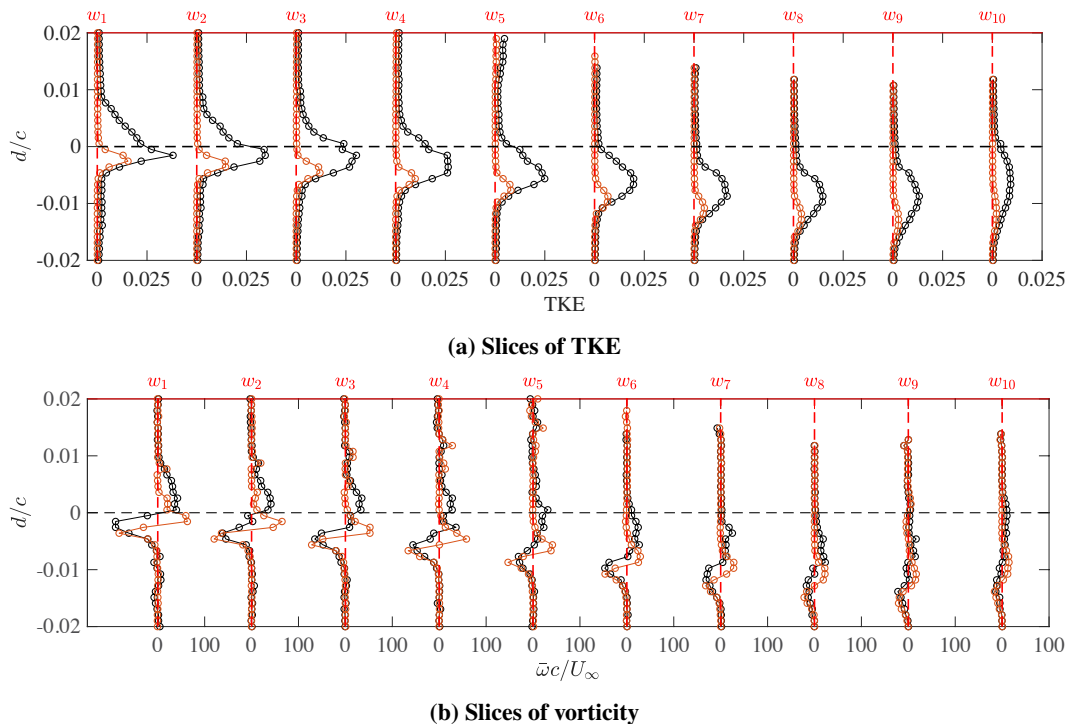 w₁ w₂ w₃ w₄ w₅ w₆ w₇ w₈ w₉ w₁₀
0.02
0.01
0
-0.01
-0.02
d/c
0 0.025 0.025 0.025 0.025 0.025 0.025 0.025 0.025 0.025 0.025
0 0 0 0 0 0 0 0 0
TKE
(a) Slices of TKE
w₁ w₂ w₃ w₄ w₅ w₆ w₇ w₈ w₉ w₁₀
0.02
0.01
0
-0.01
-0.02
d/c
0 100 0 100 0 100 0 100 0 100 0 100 0 100 0 100 0 100 0 100
ω̄c/U∞
(b) Slices of vorticity